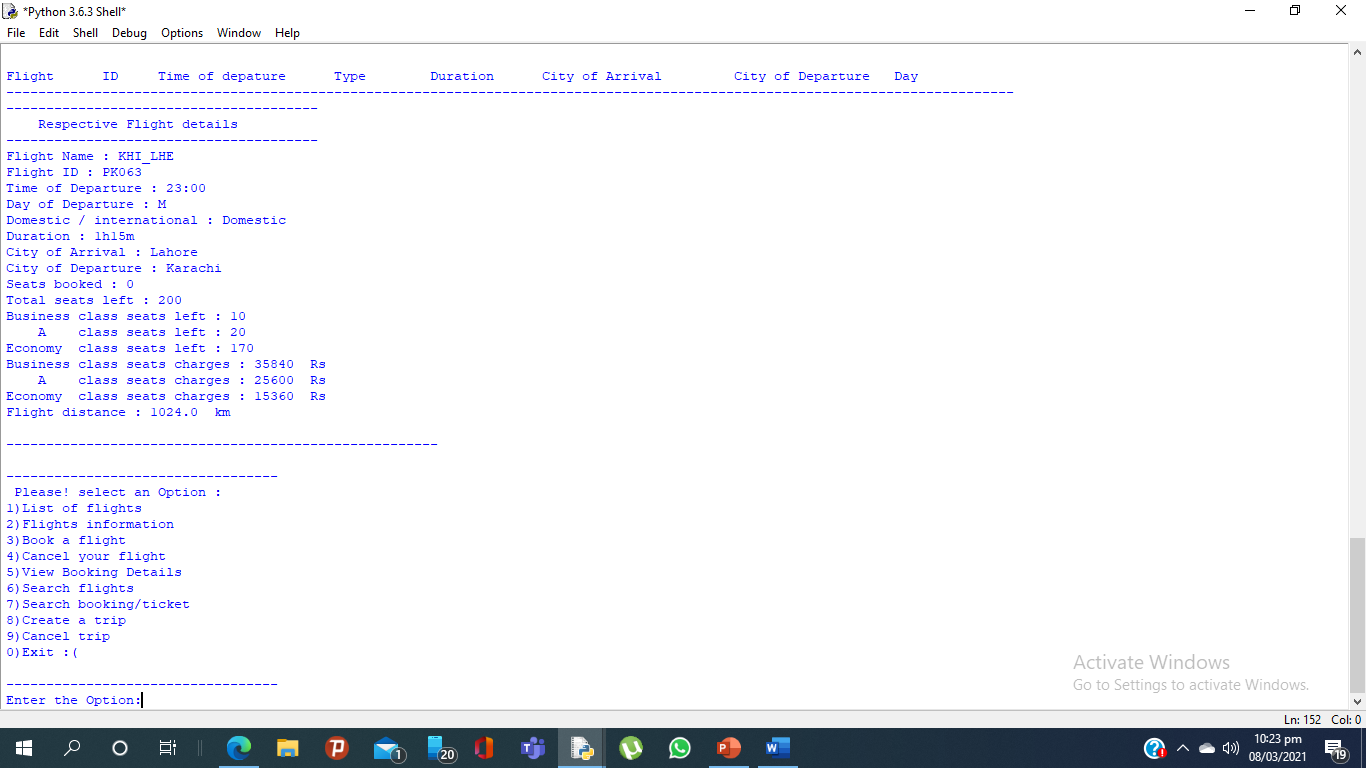 *Python 3.6.3 Shell*
File Edit Shell Debug Options Window Help
Flight ID Time of depature Type Duration City of Arrival City of Departure Day
------------------------------------------------------------------------------------------------------------------------------
---------------------------------------
Respective Flight details
---------------------------------------
Flight Name : KHI_LHE
Flight ID : PK063
Time of Departure : 23:00
Day of Departure : M
Domestic / international : Domestic
Duration : 1h15m
City of Arrival : Lahore
City of Departure : Karachi
Seats booked : 0
Total seats left : 200
Business class seats left : 10
A class seats left : 20
Economy class seats left : 170
Business class seats charges : 35840 Rs
A class seats charges : 25600 Rs
Economy class seats charges : 15360 Rs
Flight distance : 1024.0 km
------------------------------------------------------
----------------------------------
Please! select an Option :
1)List of flights
2)Flights information
3)Book a flight
4)Cancel your flight
5)View Booking Details
6)Search flights
7)Search booking/ticket
8)Create a trip
9)Cancel trip
0)Exit :(
----------------------------------
Enter the Option:
Activate Windows
Go to Settings to activate Windows.
Ln: 152 Col: 0
1 20 10:23 pm
08/03/2021 19